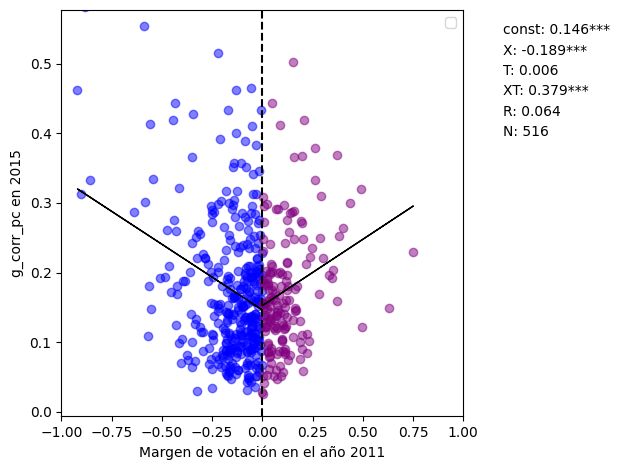 const: 0.146***
X: -0.189***
T: 0.006
XT: 0.379***
R: 0.064
N: 516
g_corr_pc en 2015
0.5
0.4
0.3
0.2
0.1
0.0
−1.00 −0.75 −0.50 −0.25 0.00 0.25 0.50 0.75 1.00
Margen de votación en el año 2011